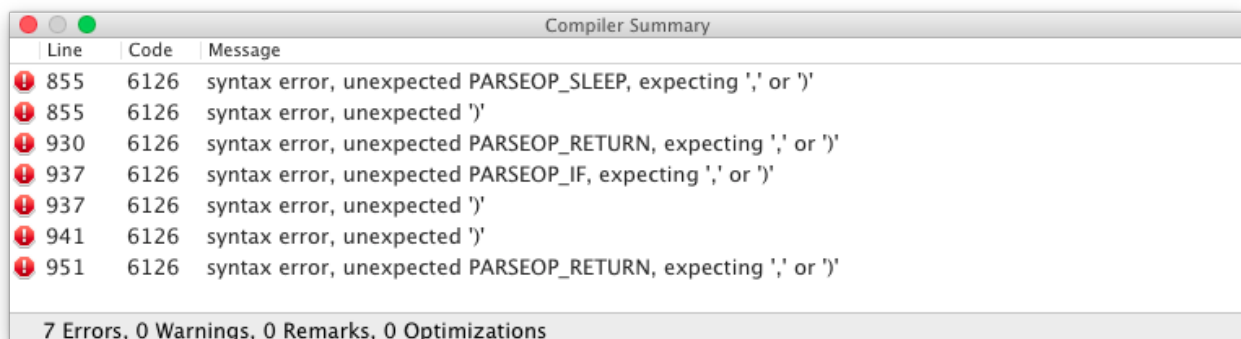 Compiler Summary
Line Code Message
855 6126 syntax error, unexpected PARSEOP_SLEEP, expecting ',' or ')'
855 6126 syntax error, unexpected ')'
930 6126 syntax error, unexpected PARSEOP_RETURN, expecting ',' or ')'
937 6126 syntax error, unexpected PARSEOP_IF, expecting ',' or ')'
937 6126 syntax error, unexpected ')'
941 6126 syntax error, unexpected ')'
951 6126 syntax error, unexpected PARSEOP_RETURN, expecting ',' or ')'
7 Errors, 0 Warnings, 0 Remarks, 0 Optimizations